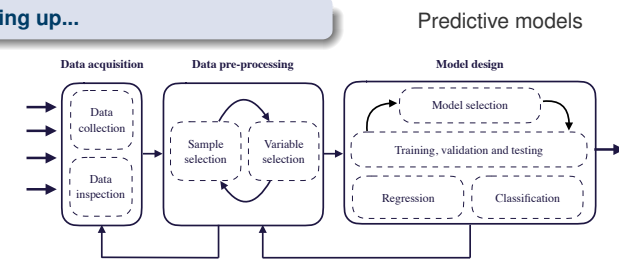 ing up...
Predictive models
Data acquisition
Data pre-processing
Model design
Data
collection
Data
inspection
Sample
selection
Variable
selection
Model selection
Training, validation and testing
Regression
Classification